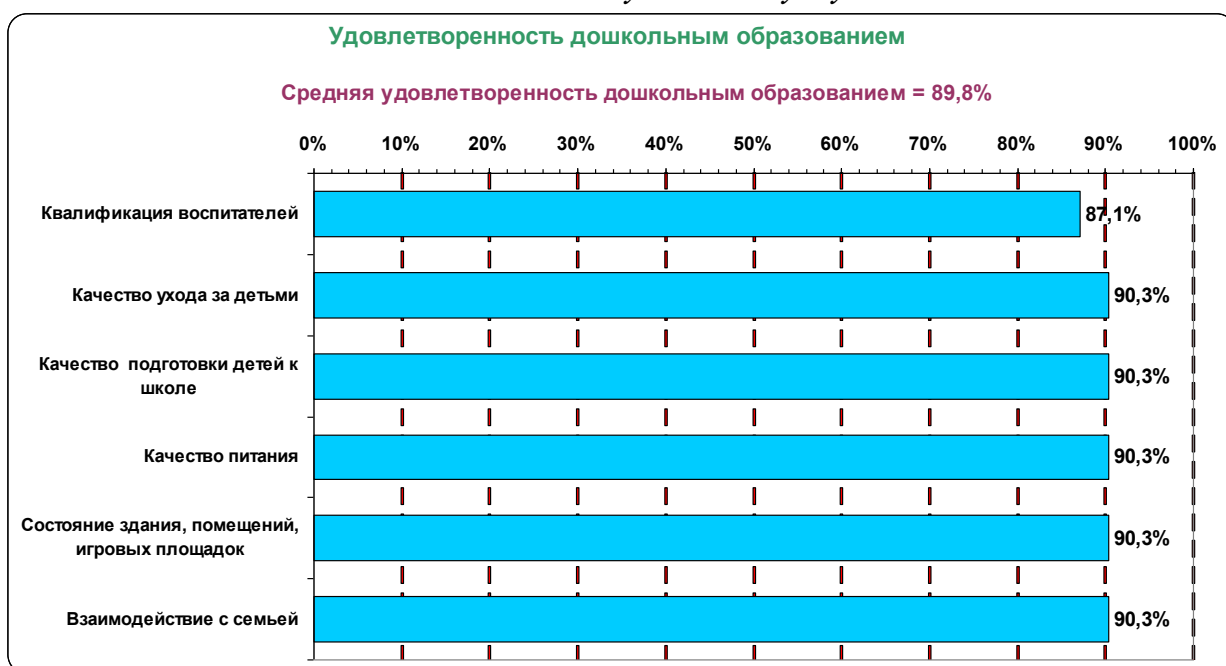 Удовлетворенность дошкольным образованием
Средняя удовлетворенность дошкольным образованием = 89,8%
0% 10% 20% 30% 40% 50% 60% 70% 80% 90% 100%
Квалификация воспитателей 87,1%
Качество ухода за детьми 90,3%
Качество подготовки детей к
школе 90,3%
Качество питания 90,3%
Состояние здания, помещений,
игровых площадок 90,3%
Взаимодействие с семьей 90,3%